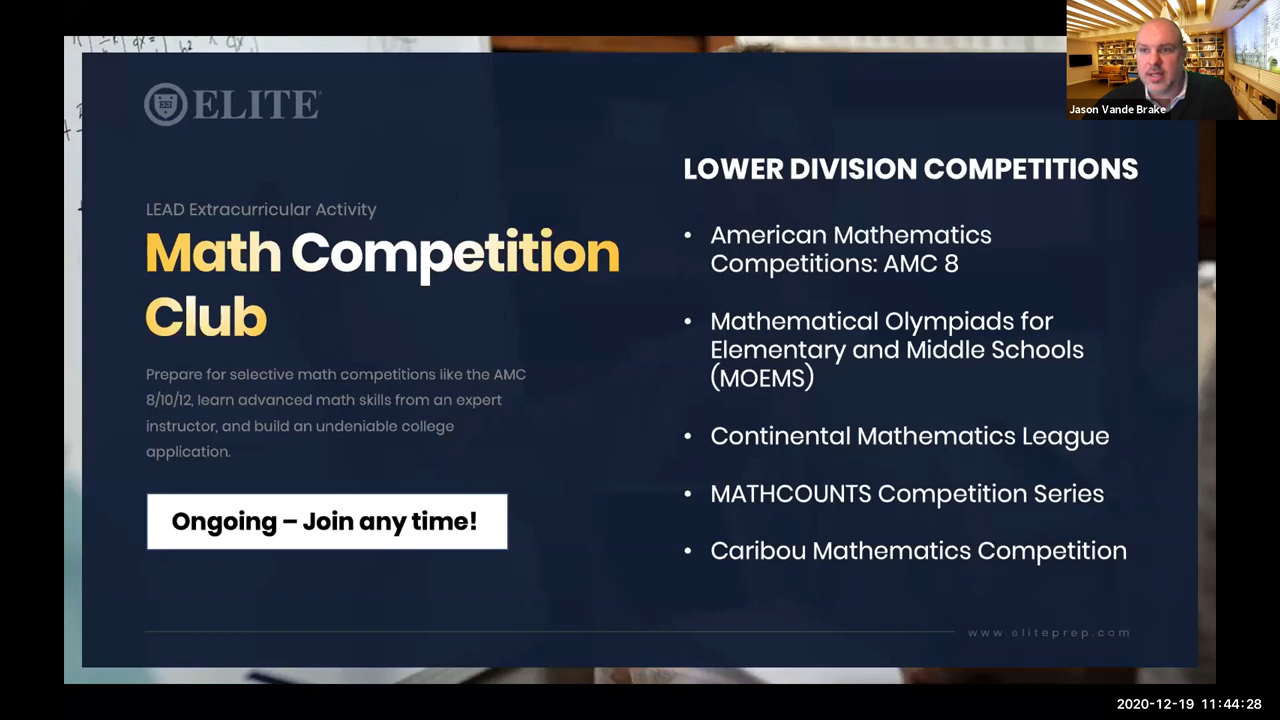 ELITE
LEAD Extracurricular Activity
Math Competition
Club
Prepare for selective math competitions like the AMC
8/10/12, learn advanced math skills from an expert
instructor, and build an undeniable college
application.
Ongoing – Join any time!
LOWER DIVISION COMPETITIONS
• American Mathematics
Competitions: AMC 8
• Mathematical Olympiads for
Elementary and Middle Schools
(MOEMS)
• Continental Mathematics League
• MATHCOUNTS Competition Series
• Caribou Mathematics Competition
www.eliteprep.com
Jason Vande Brake
2020-12-19 11:44:28